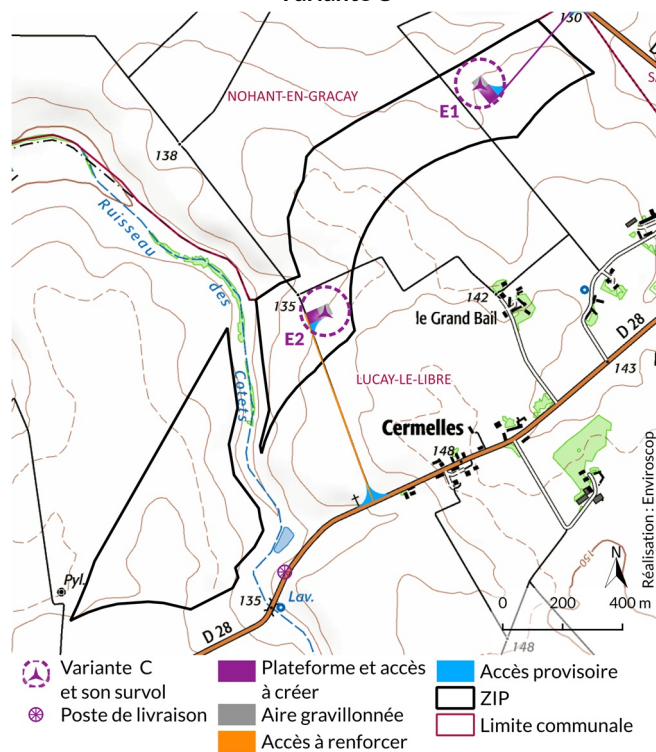 130
NOHANT-EN-GRACAY
E1
138
Ruisseau
des
Cotets
135
E2
142
le Grand Bail
D 28
143
LUCAY-LE-LIBRE
Cermelles
148
Pyl.
135
Lav.
D 28
150
N
0 200 400 m
148
Réalisation : Enviroscop
Variante C
et son survol
Poste de livraison
Plateforme et accès
à créer
Aire gravillonnée
Accès à renforcer
Accès provisoire
ZIP
Limite communale